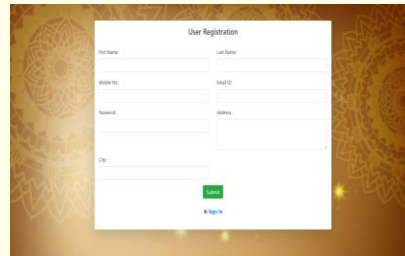 User Registration
First Name: Last Name:
Mobile No.: Email ID:
Password: Address:
City:
Submit
Sign In